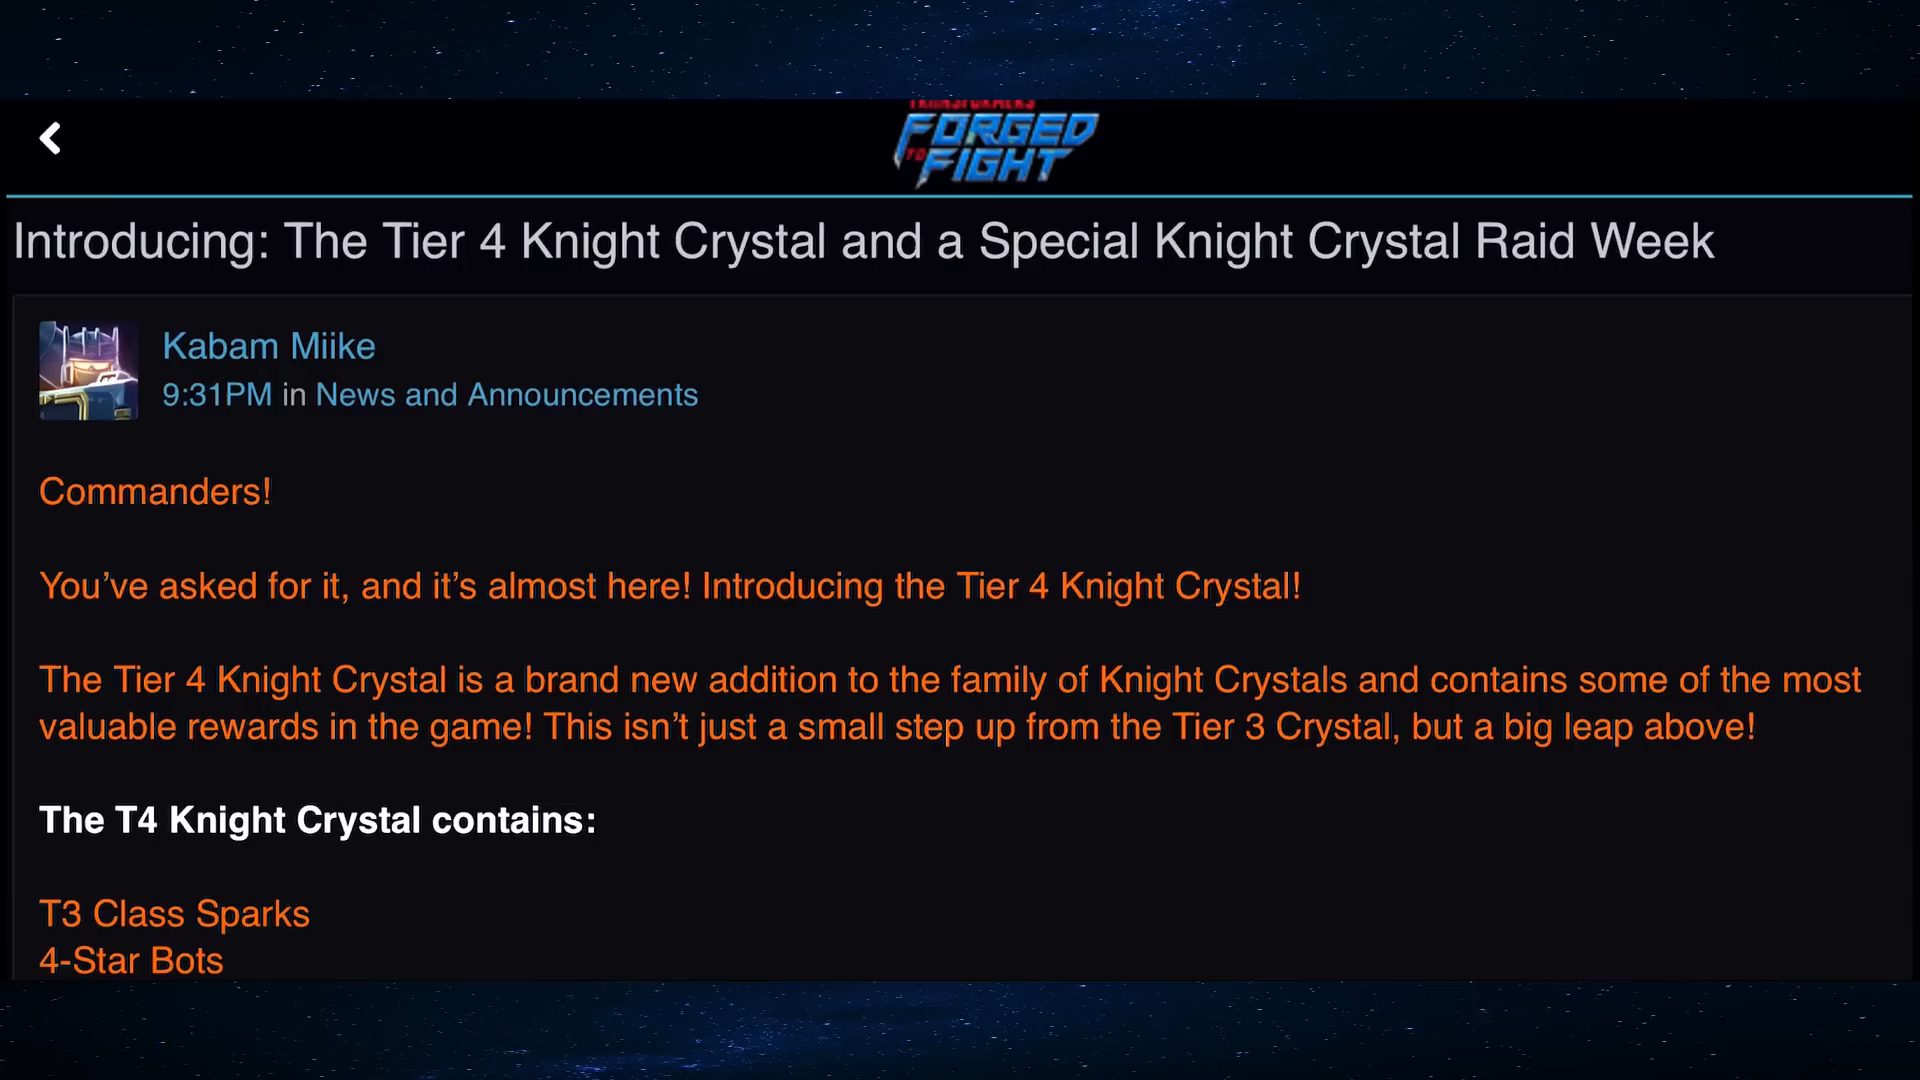 TRANSFORMERS
FORGED
TO
FIGHT
Introducing: The Tier 4 Knight Crystal and a Special Knight Crystal Raid Week
Kabam Miike
9:31PM in News and Announcements
Commanders!
You’ve asked for it, and it’s almost here! Introducing the Tier 4 Knight Crystal!
The Tier 4 Knight Crystal is a brand new addition to the family of Knight Crystals and contains some of the most
valuable rewards in the game! This isn’t just a small step up from the Tier 3 Crystal, but a big leap above!
The T4 Knight Crystal contains:
T3 Class Sparks
4-Star Bots